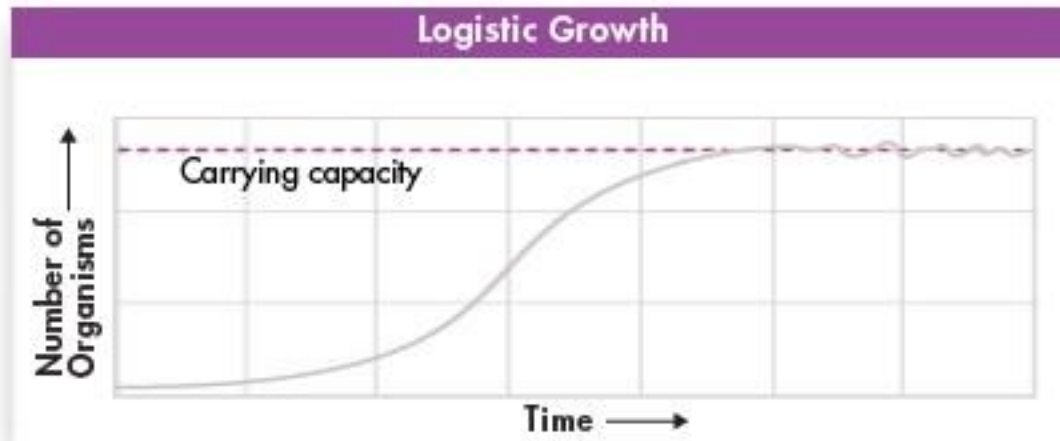 Logistic Growth
Carrying capacity
Number of
Organisms
Time